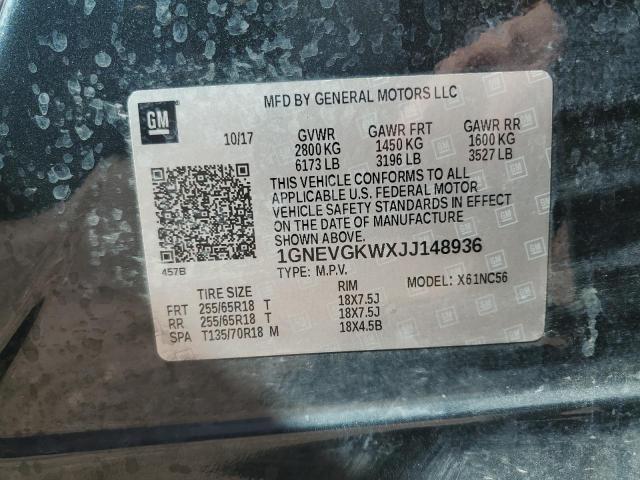 GM
MFD BY GENERAL MOTORS LLC
10/17 GVWR GAWR FRT GAWR RR
2800 KG 1450 KG 1600 KG
6173 LB 3196 LB 3527 LB
THIS VEHICLE CONFORMS TO ALL
APPLICABLE U.S. FEDERAL MOTOR
VEHICLE SAFETY STANDARDS IN EFFECT
ON THE DATE OF MANUFACTURE SHOWN ABOVE.
1GNEVGKWXJJ148936
457B
TYPE: M.P.V. MODEL: X61NC56
TIRE SIZE RIM
FRT 255/65R18 T 18X7.5J
RR 255/65R18 T 18X7.5J
SPA T135/70R18 M 18X4.5B